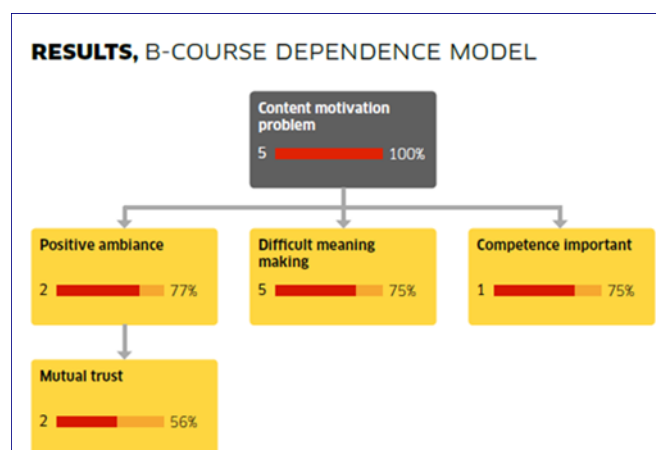 RESULTS, B-COURSE DEPENDENCE MODEL
Content motivation
problem
5 100%
Positive ambiance
2 77%
Difficult meaning
making
5 75%
Competence important
1 75%
Mutual trust
2 56%